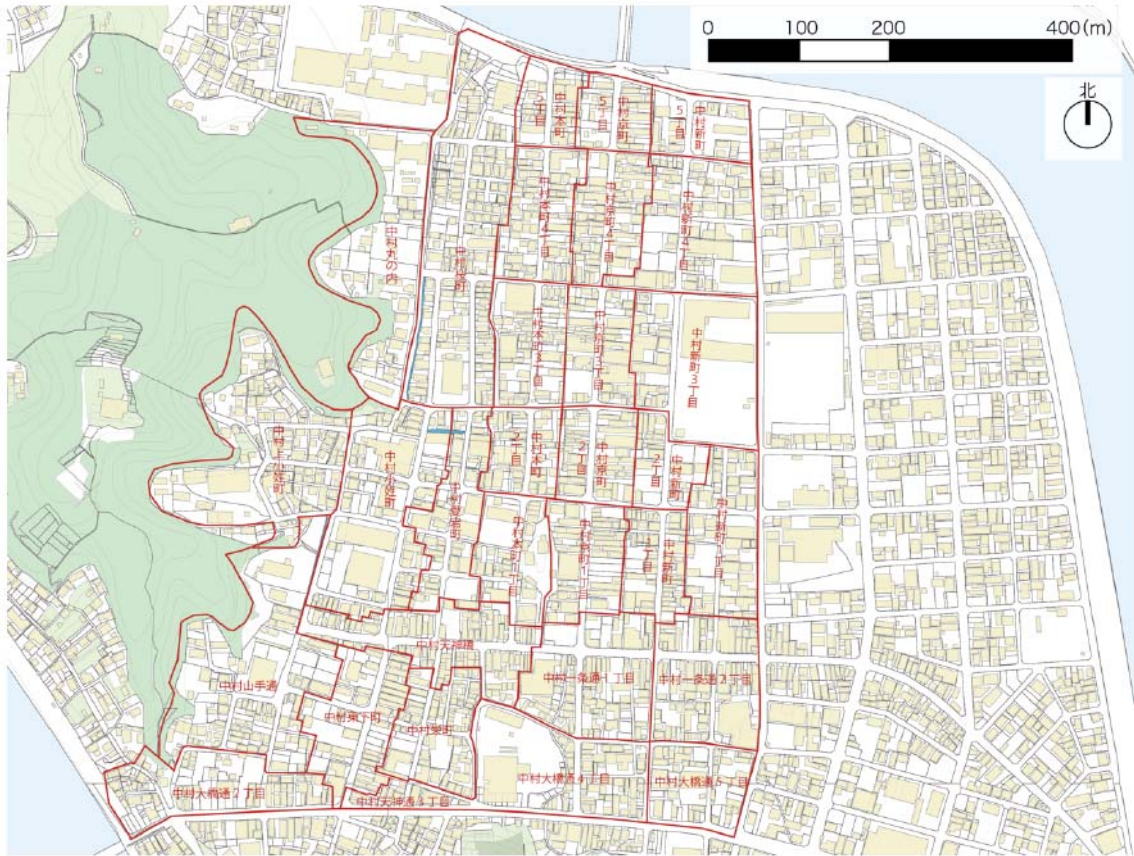 0 100 200 400(m)
北
中村本町
5丁目
中村京町
5丁目
中村新町
5丁目
中村本町4丁目
中村京町4丁目
中村新町4丁目
中村丸の内
中村本町3丁目
中村京町3丁目
中村新町3丁目
中村上小姓町
中村小姓町
中村本町
2丁目
中村京町
2丁目
中村新町
2丁目
中村本町1丁目
中村京町1丁目
中村新町
1丁目
中村新町1丁目
中村天神橋
中村山手通
中村東下町
中村栄町
中村一条通1丁目
中村一条通2丁目
中村大橋通2丁目
中村天神通3丁目
中村大橋通4丁目
中村大橋通5丁目